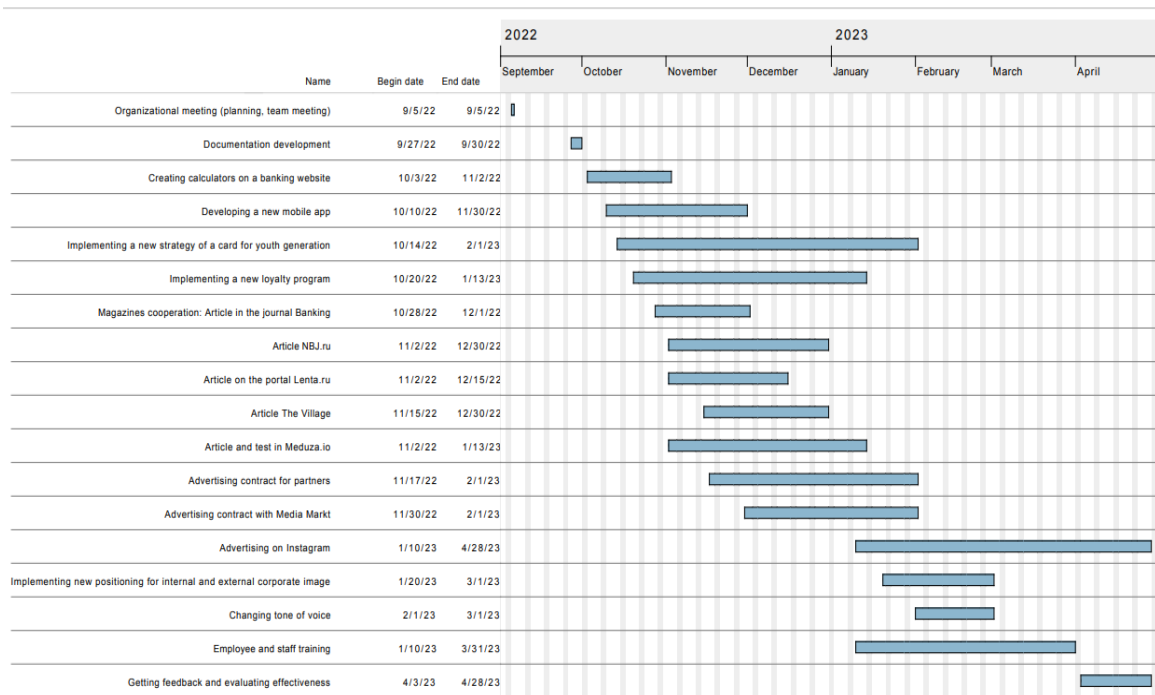 2022 2023
September October November December January February March April
Name Begin date End date
Organizational meeting (planning, team meeting) 9/5/22 9/5/22
Documentation development 9/27/22 9/30/22
Creating calculators on a banking website 10/3/22 11/2/22
Developing a new mobile app 10/10/22 11/30/22
Implementing a new strategy of a card for youth generation 10/14/22 2/1/23
Implementing a new loyalty program 10/20/22 1/13/23
Magazines cooperation: Article in the journal Banking 10/28/22 12/1/22
Article NBJ.ru 11/2/22 12/30/22
Article on the portal Lenta.ru 11/2/22 12/15/22
Article The Village 11/15/22 12/30/22
Article and test in Meduza.io 11/2/22 1/13/23
Advertising contract for partners 11/17/22 2/1/23
Advertising contract with Media Markt 11/30/22 2/1/23
Advertising on Instagram 1/10/23 4/28/23
Implementing new positioning for internal and external corporate image 1/20/23 3/1/23
Changing tone of voice 2/1/23 3/1/23
Employee and staff training 1/10/23 3/31/23
Getting feedback and evaluating effectiveness 4/3/23 4/28/23